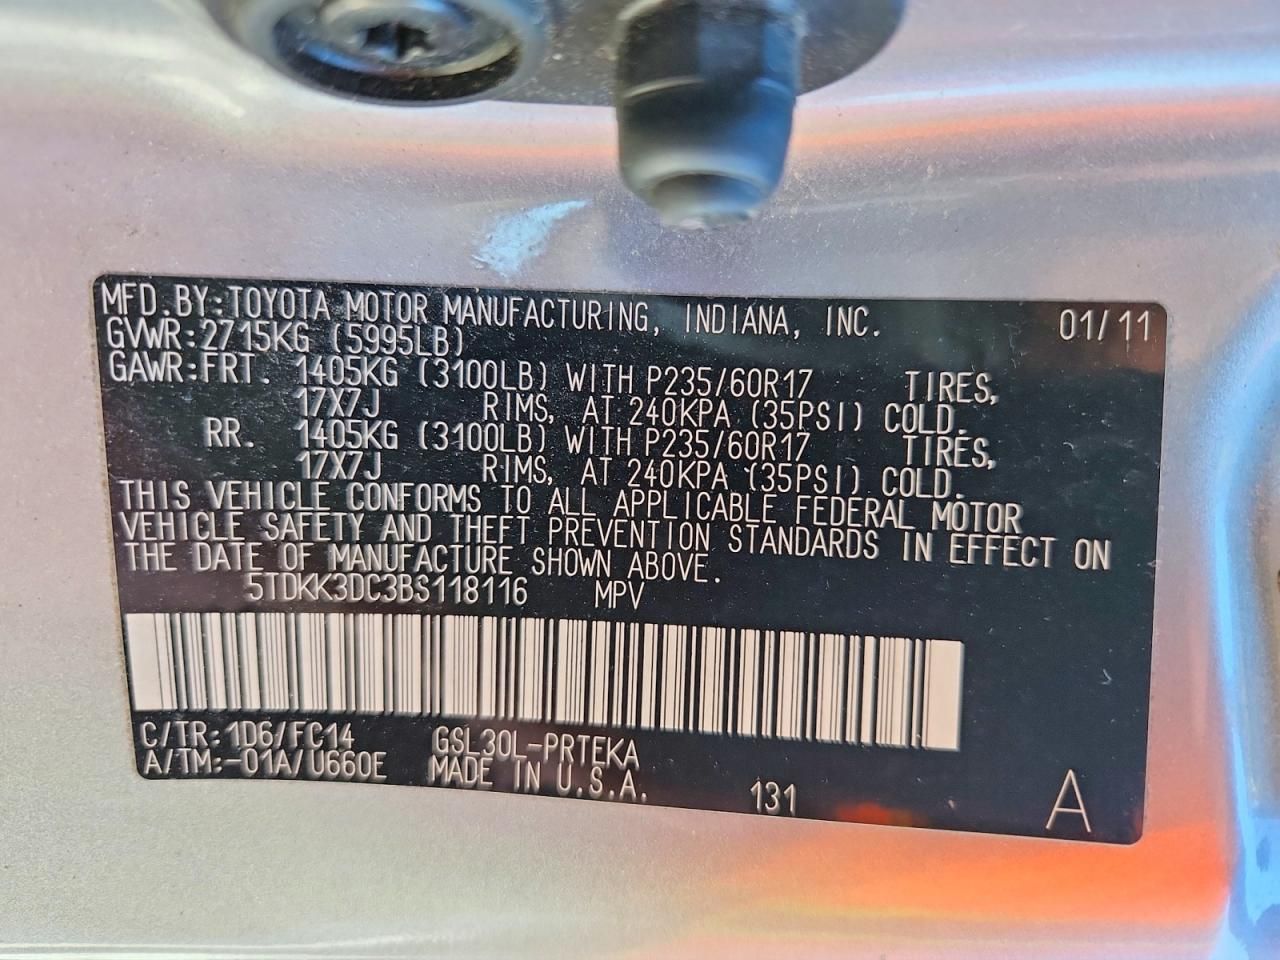 MFD.BY:TOYOTA MOTOR MANUFACTURING, INDIANA, INC. 01/11
GVWR:2715KG (5995LB)
GAWR:FRT. 1405KG (3100LB) WITH P235/60R17 TIRES,
17X7J RIMS, AT 240KPA (35PSI) COLD.
RR. 1405KG (3100LB) WITH P235/60R17 TIRES,
17X7J RIMS, AT 240KPA (35PSI) COLD.
THIS VEHICLE CONFORMS TO ALL APPLICABLE FEDERAL MOTOR
VEHICLE SAFETY AND THEFT PREVENTION STANDARDS IN EFFECT ON
THE DATE OF MANUFACTURE SHOWN ABOVE.
5TDKK3DC3BS118116 MPV
C/TR:1D6/FC14 GSL30L-PRTEKA
A/TM:-01A/U660E MADE IN U.S.A. 131 A